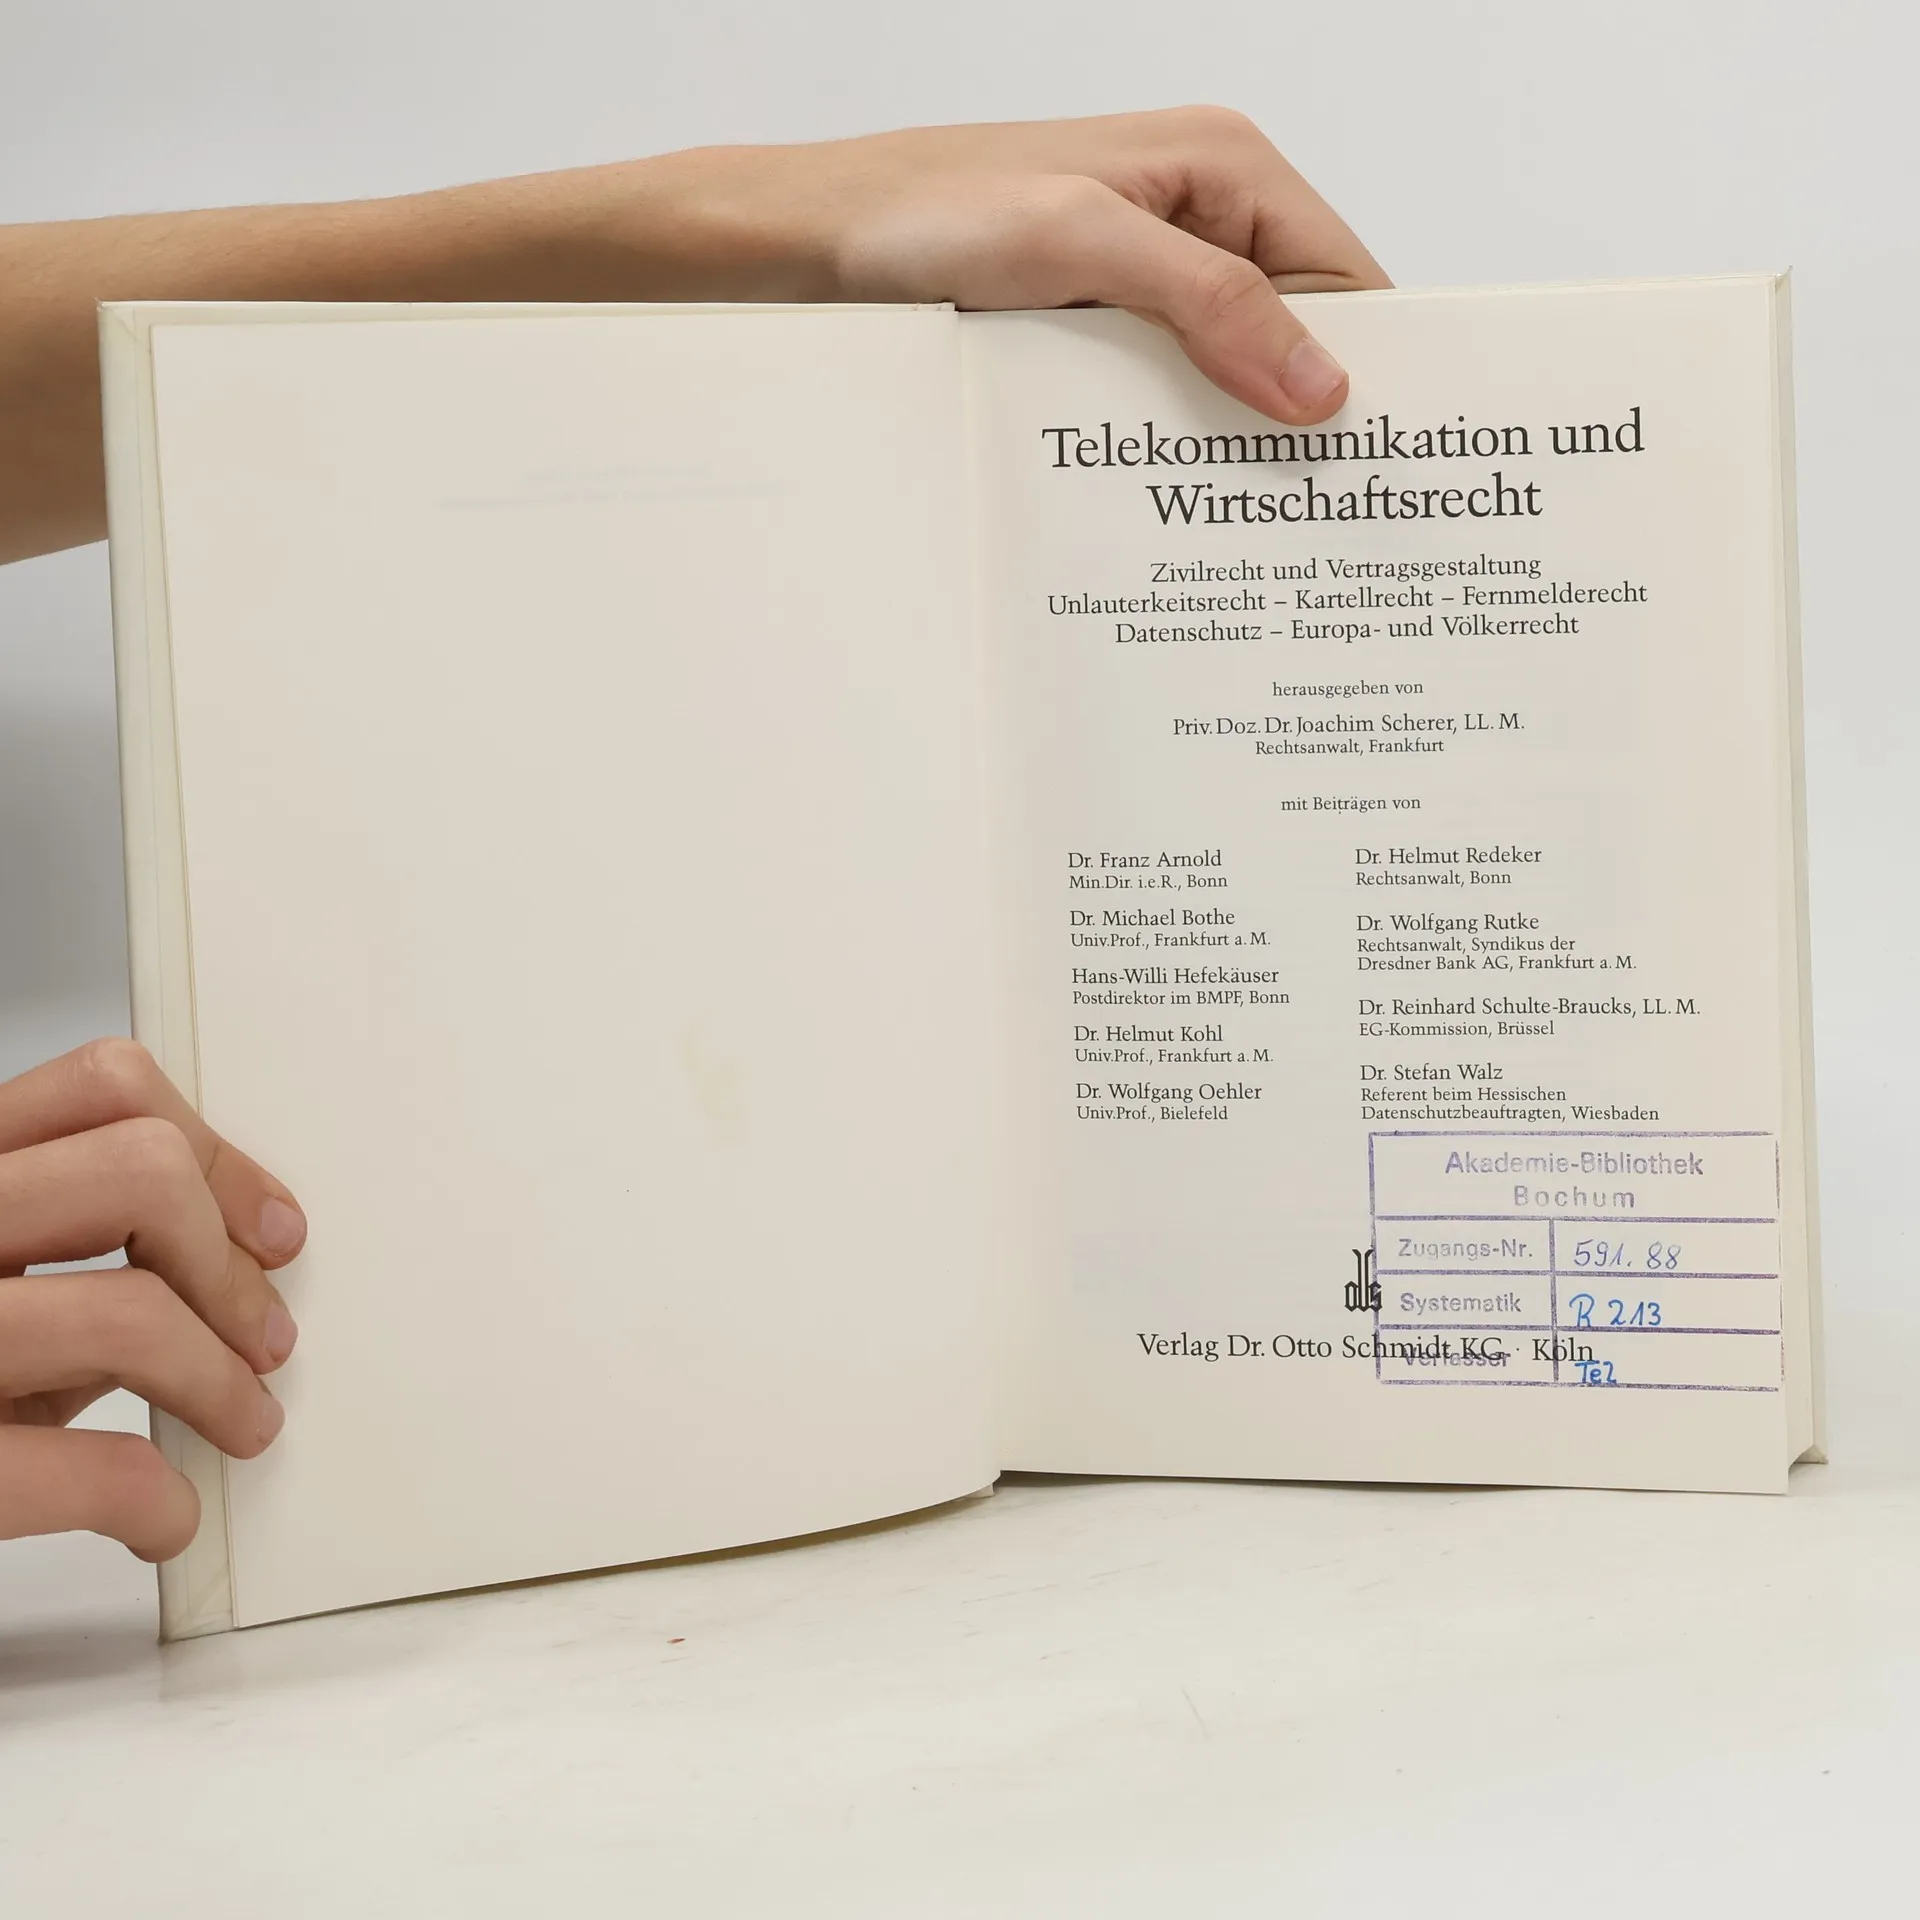 Telekommunikation und
Wirtschaftsrecht
Zivilrecht und Vertragsgestaltung
Unlauterkeitsrecht – Kartellrecht – Fernmelderecht
Datenschutz – Europa- und Völkerrecht
herausgegeben von
Priv. Doz. Dr. Joachim Scherer, LL. M.
Rechtsanwalt, Frankfurt
mit Beiträgen von
Dr. Franz Arnold
Min.Dir. i.e.R., Bonn
Dr. Michael Bothe
Univ.Prof., Frankfurt a. M.
Hans-Willi Hefekäuser
Postdirektor im BMPF, Bonn
Dr. Helmut Kohl
Univ.Prof., Frankfurt a. M.
Dr. Wolfgang Oehler
Univ.Prof., Bielefeld
Dr. Helmut Redeker
Rechtsanwalt, Bonn
Dr. Wolfgang Rutke
Rechtsanwalt, Syndikus der
Dresdner Bank AG, Frankfurt a. M.
Dr. Reinhard Schulte-Braucks, LL. M.
EG-Kommission, Brüssel
Dr. Stefan Walz
Referent beim Hessischen
Datenschutzbeauftragten, Wiesbaden
Akademie-Bibliothek
Bochum
Zugangs-Nr. 591.88
Systematik R 213
Verfasser Te2
ols
Verlag Dr. Otto Schmidt KG · Köln